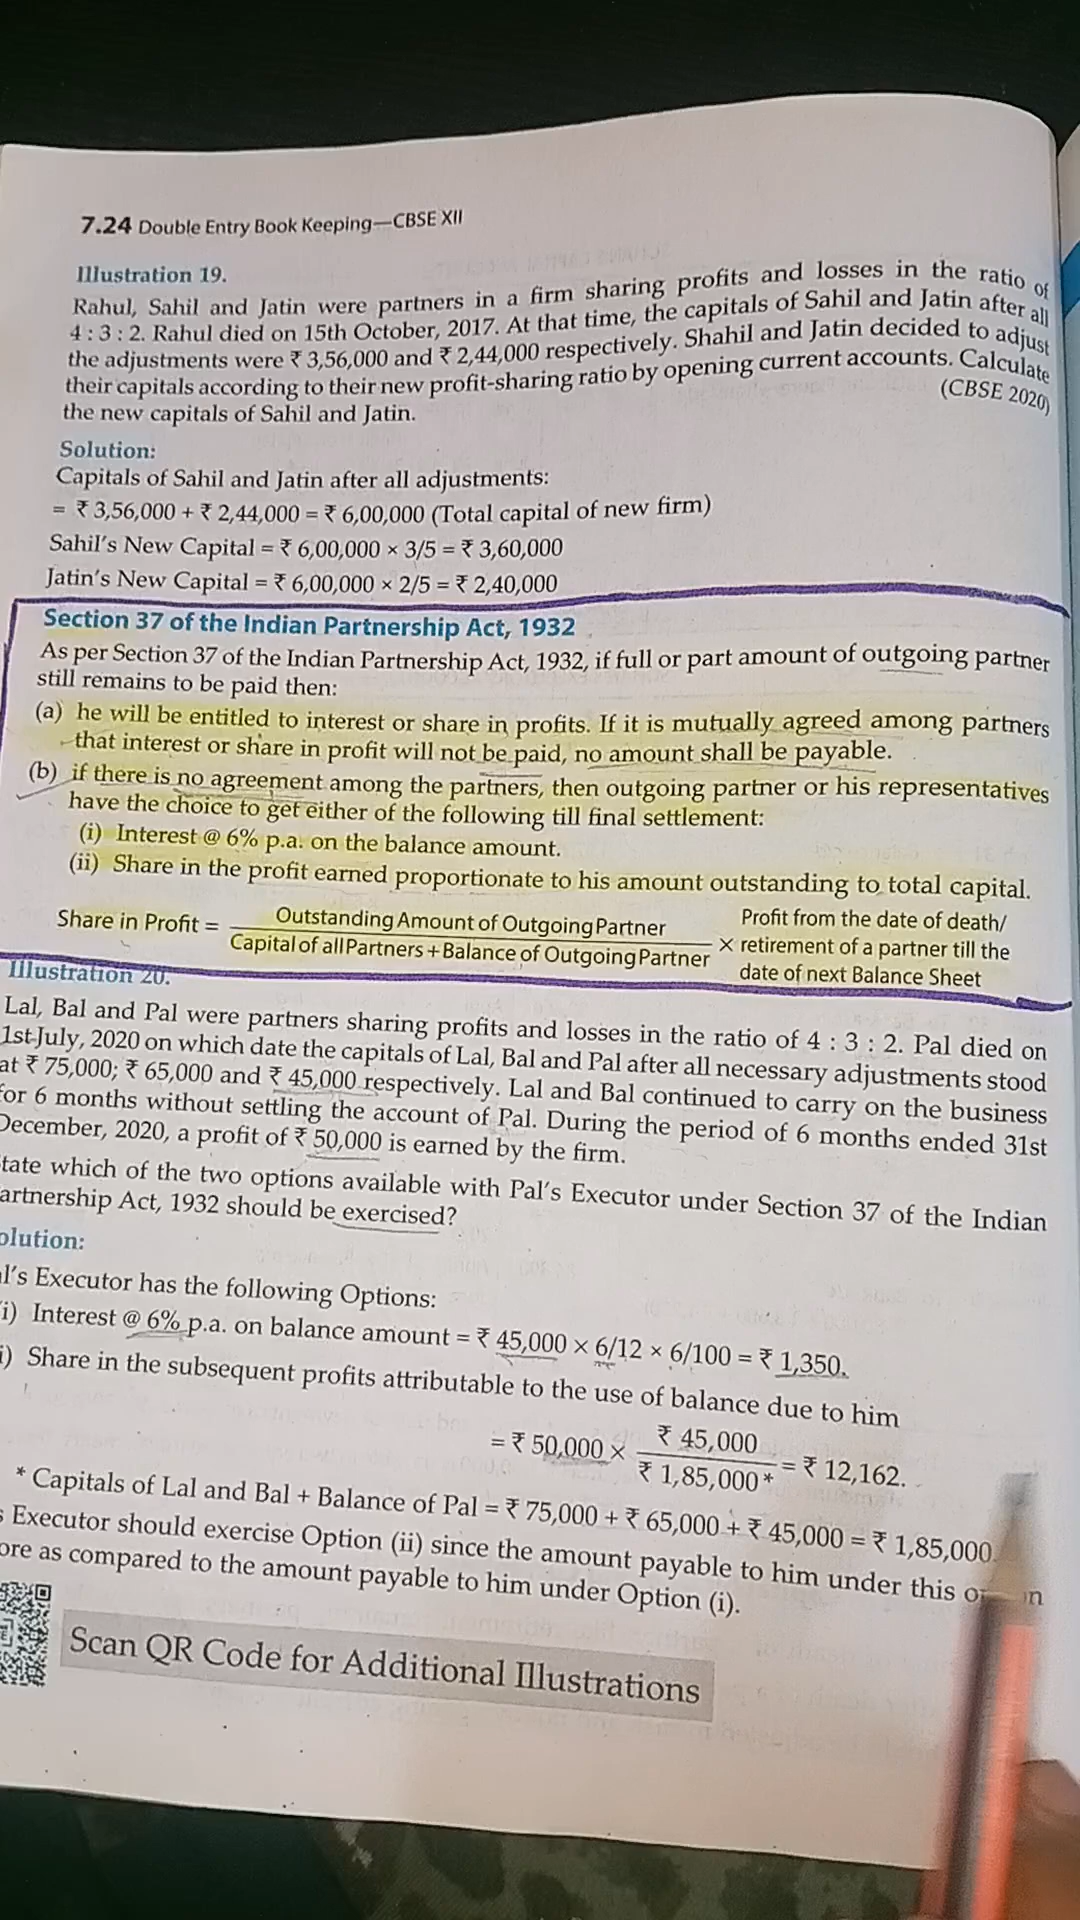 7.24 Double Entry Book Keeping—CBSE XII
Illustration 19.
Rahul, Sahil and Jatin were partners in a firm sharing profits and losses in the ratio of
4 : 3 : 2. Rahul died on 15th October, 2017. At that time, the capitals of Sahil and Jatin after all
the adjustments were ₹ 3,56,000 and ₹ 2,44,000 respectively. Shahil and Jatin decided to adjust
their capitals according to their new profit-sharing ratio by opening current accounts. Calculate
the new capitals of Sahil and Jatin. (CBSE 2020)
Solution:
Capitals of Sahil and Jatin after all adjustments:
= ₹ 3,56,000 + ₹ 2,44,000 = ₹ 6,00,000 (Total capital of new firm)
Sahil's New Capital = ₹ 6,00,000 × 3/5 = ₹ 3,60,000
Jatin's New Capital = ₹ 6,00,000 × 2/5 = ₹ 2,40,000
Section 37 of the Indian Partnership Act, 1932
As per Section 37 of the Indian Partnership Act, 1932, if full or part amount of outgoing partner
still remains to be paid then:
(a) he will be entitled to interest or share in profits. If it is mutually agreed among partners
that interest or share in profit will not be paid, no amount shall be payable.
(b) if there is no agreement among the partners, then outgoing partner or his representatives
have the choice to get either of the following till final settlement:
(i) Interest @ 6% p.a. on the balance amount.
(ii) Share in the profit earned proportionate to his amount outstanding to total capital.
Share in Profit = Outstanding Amount of Outgoing Partner / Capital of all Partners + Balance of Outgoing Partner × Profit from the date of death/
retirement of a partner till the
date of next Balance Sheet
Illustration 20.
Lal, Bal and Pal were partners sharing profits and losses in the ratio of 4 : 3 : 2. Pal died on
1st July, 2020 on which date the capitals of Lal, Bal and Pal after all necessary adjustments stood
at ₹ 75,000; ₹ 65,000 and ₹ 45,000 respectively. Lal and Bal continued to carry on the business
for 6 months without settling the account of Pal. During the period of 6 months ended 31st
December, 2020, a profit of ₹ 50,000 is earned by the firm.
tate which of the two options available with Pal's Executor under Section 37 of the Indian
artnership Act, 1932 should be exercised?
olution:
l's Executor has the following Options:
i) Interest @ 6% p.a. on balance amount = ₹ 45,000 × 6/12 × 6/100 = ₹ 1,350.
i) Share in the subsequent profits attributable to the use of balance due to him
= ₹ 50,000 × ₹ 45,000 / ₹ 1,85,000* = ₹ 12,162.
* Capitals of Lal and Bal + Balance of Pal = ₹ 75,000 + ₹ 65,000 + ₹ 45,000 = ₹ 1,85,000.
s Executor should exercise Option (ii) since the amount payable to him under this
ore as compared to the amount payable to him under Option (i).
Scan QR Code for Additional Illustrations